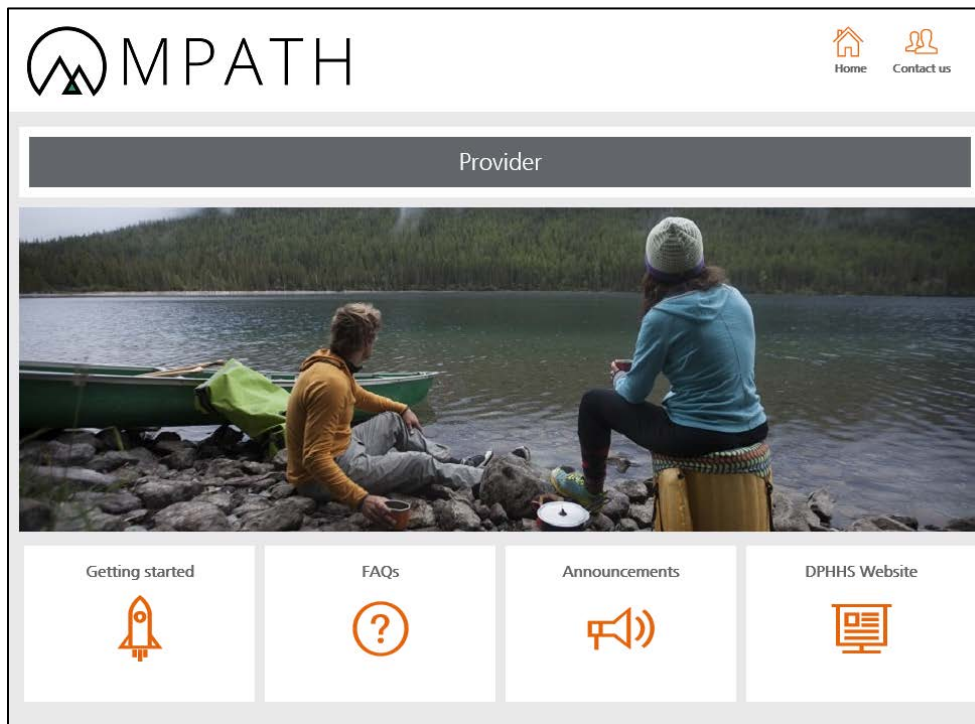 MPATH
Home
Contact us
Provider
Getting started
FAQs
Announcements
DPHHS Website